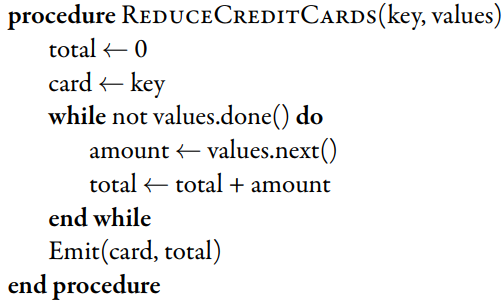 procedure REDUCECREDITCARDS(key, values)
total ← 0
card ← key
while not values.done() do
amount ← values.next()
total ← total + amount
end while
Emit(card, total)
end procedure